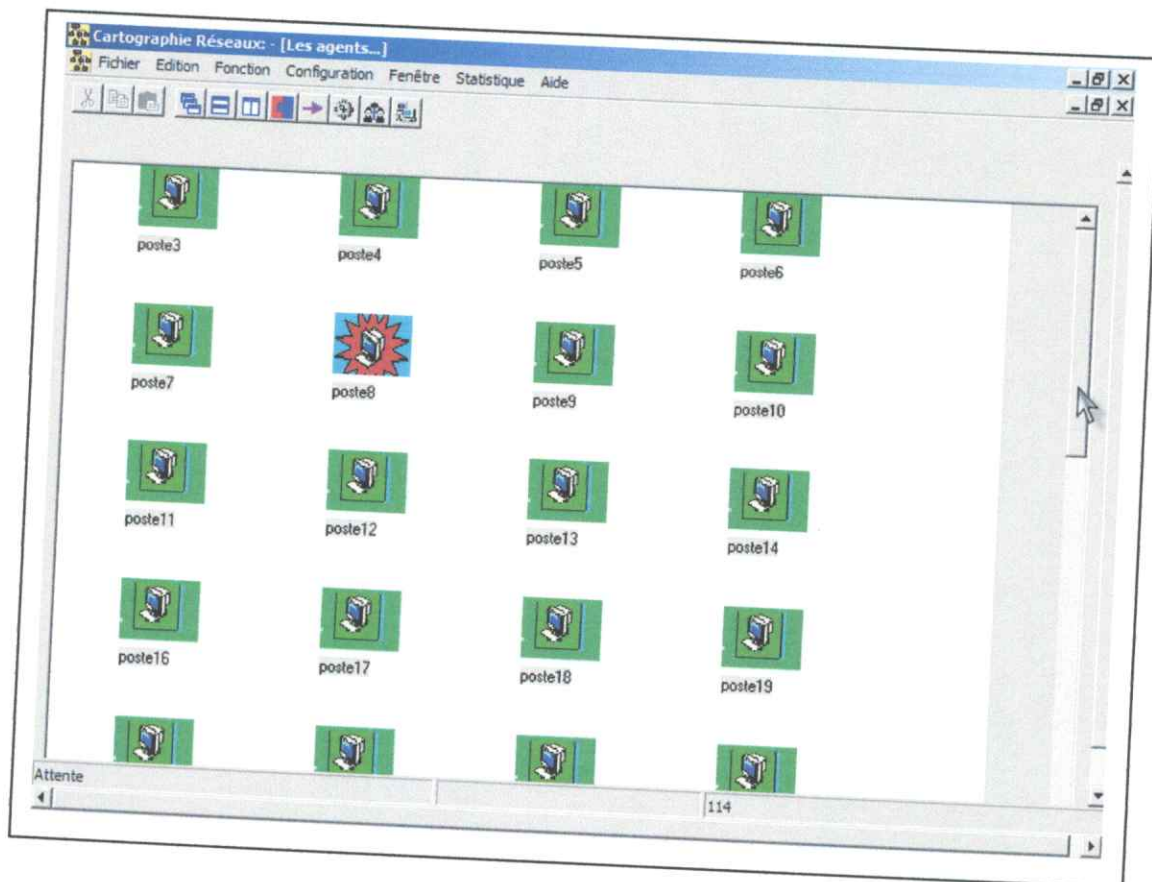 Cartographie Réseaux: - [Les agents...]
Fichier Edition Fonction Configuration Fenêtre Statistique Aide
poste3 poste4 poste5 poste6
poste7 poste8 poste9 poste10
poste11 poste12 poste13 poste14
poste16 poste17 poste18 poste19
Attente
114